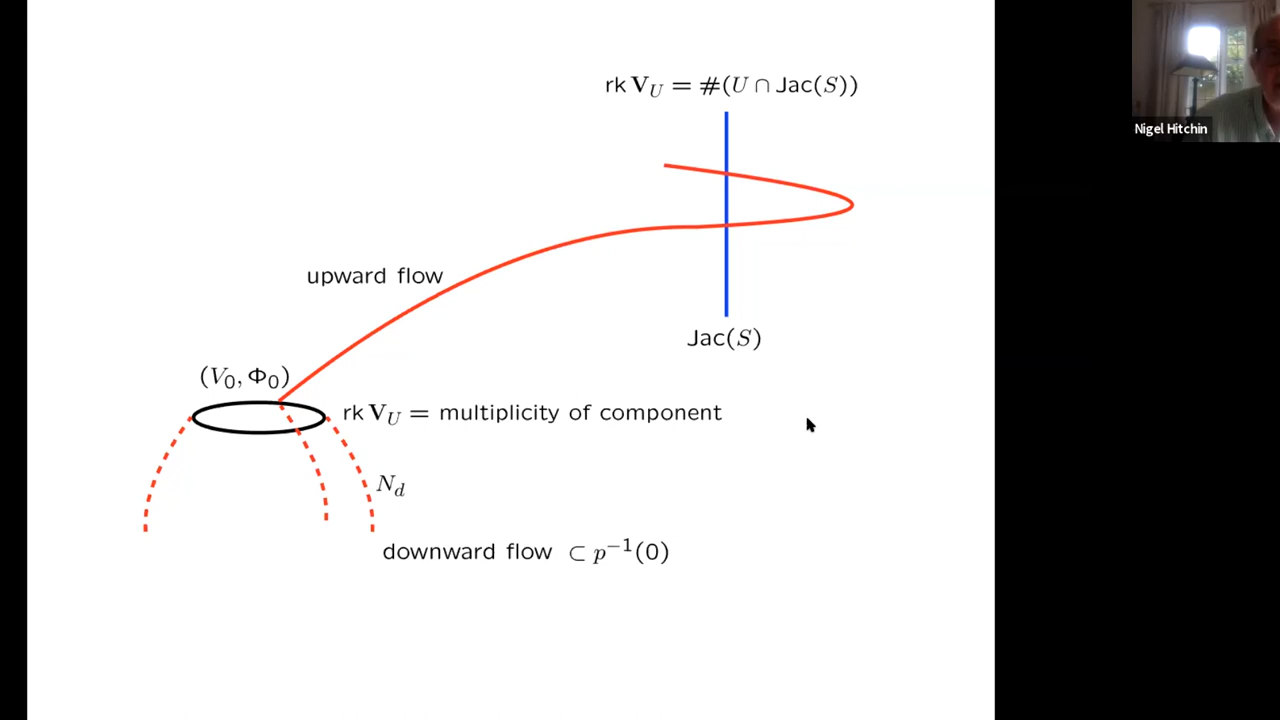 rk V_U = #(U ∩ Jac(S))
Nigel Hitchin
upward flow
Jac(S)
(V_0, Φ_0)
rk V_U = multiplicity of component
N_d
downward flow ⊂ p^{-1}(0)